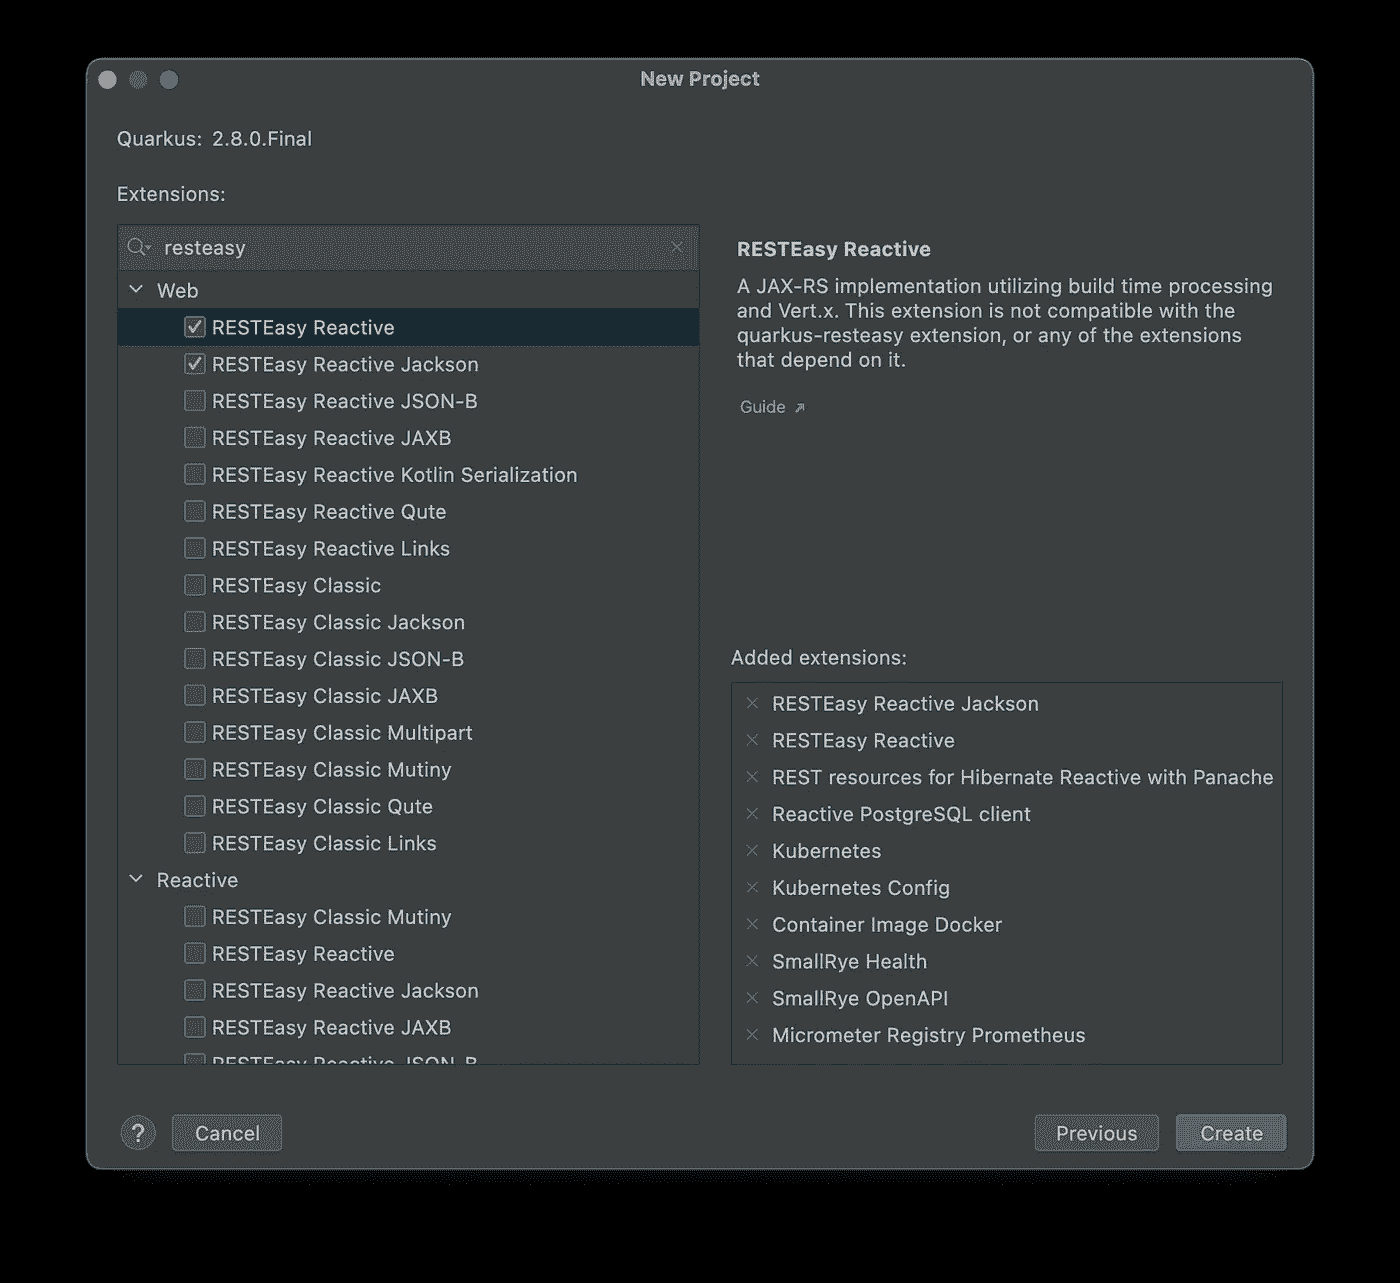 New Project
Quarkus: 2.8.0.Final
Extensions:
resteasy
Web
RESTEasy Reactive
RESTEasy Reactive Jackson
RESTEasy Reactive JSON-B
RESTEasy Reactive JAXB
RESTEasy Reactive Kotlin Serialization
RESTEasy Reactive Qute
RESTEasy Reactive Links
RESTEasy Classic
RESTEasy Classic Jackson
RESTEasy Classic JSON-B
RESTEasy Classic JAXB
RESTEasy Classic Multipart
RESTEasy Classic Mutiny
RESTEasy Classic Qute
RESTEasy Classic Links
Reactive
RESTEasy Classic Mutiny
RESTEasy Reactive
RESTEasy Reactive Jackson
RESTEasy Reactive JAXB
RESTEasy Reactive JSON-B
RESTEasy Reactive
A JAX-RS implementation utilizing build time processing
and Vert.x. This extension is not compatible with the
quarkus-resteasy extension, or any of the extensions
that depend on it.
Guide
Added extensions:
RESTEasy Reactive Jackson
RESTEasy Reactive
REST resources for Hibernate Reactive with Panache
Reactive PostgreSQL client
Kubernetes
Kubernetes Config
Container Image Docker
SmallRye Health
SmallRye OpenAPI
Micrometer Registry Prometheus
? Cancel
Previous
Create